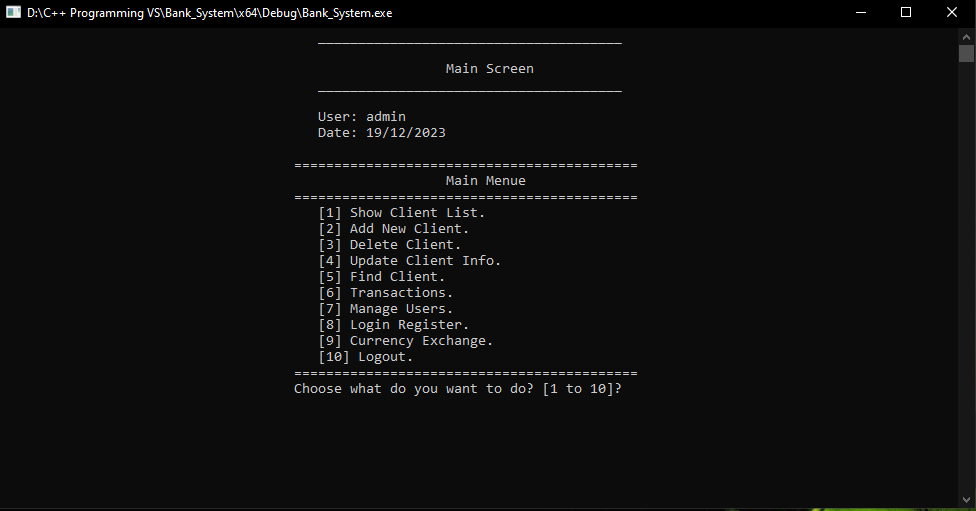 D:\C++ Programming VS\Bank_System\x64\Debug\Bank_System.exe
______________________________________
Main Screen
______________________________________
User: admin
Date: 19/12/2023
===========================================
Main Menue
===========================================
[1] Show Client List.
[2] Add New Client.
[3] Delete Client.
[4] Update Client Info.
[5] Find Client.
[6] Transactions.
[7] Manage Users.
[8] Login Register.
[9] Currency Exchange.
[10] Logout.
===========================================
Choose what do you want to do? [1 to 10]?